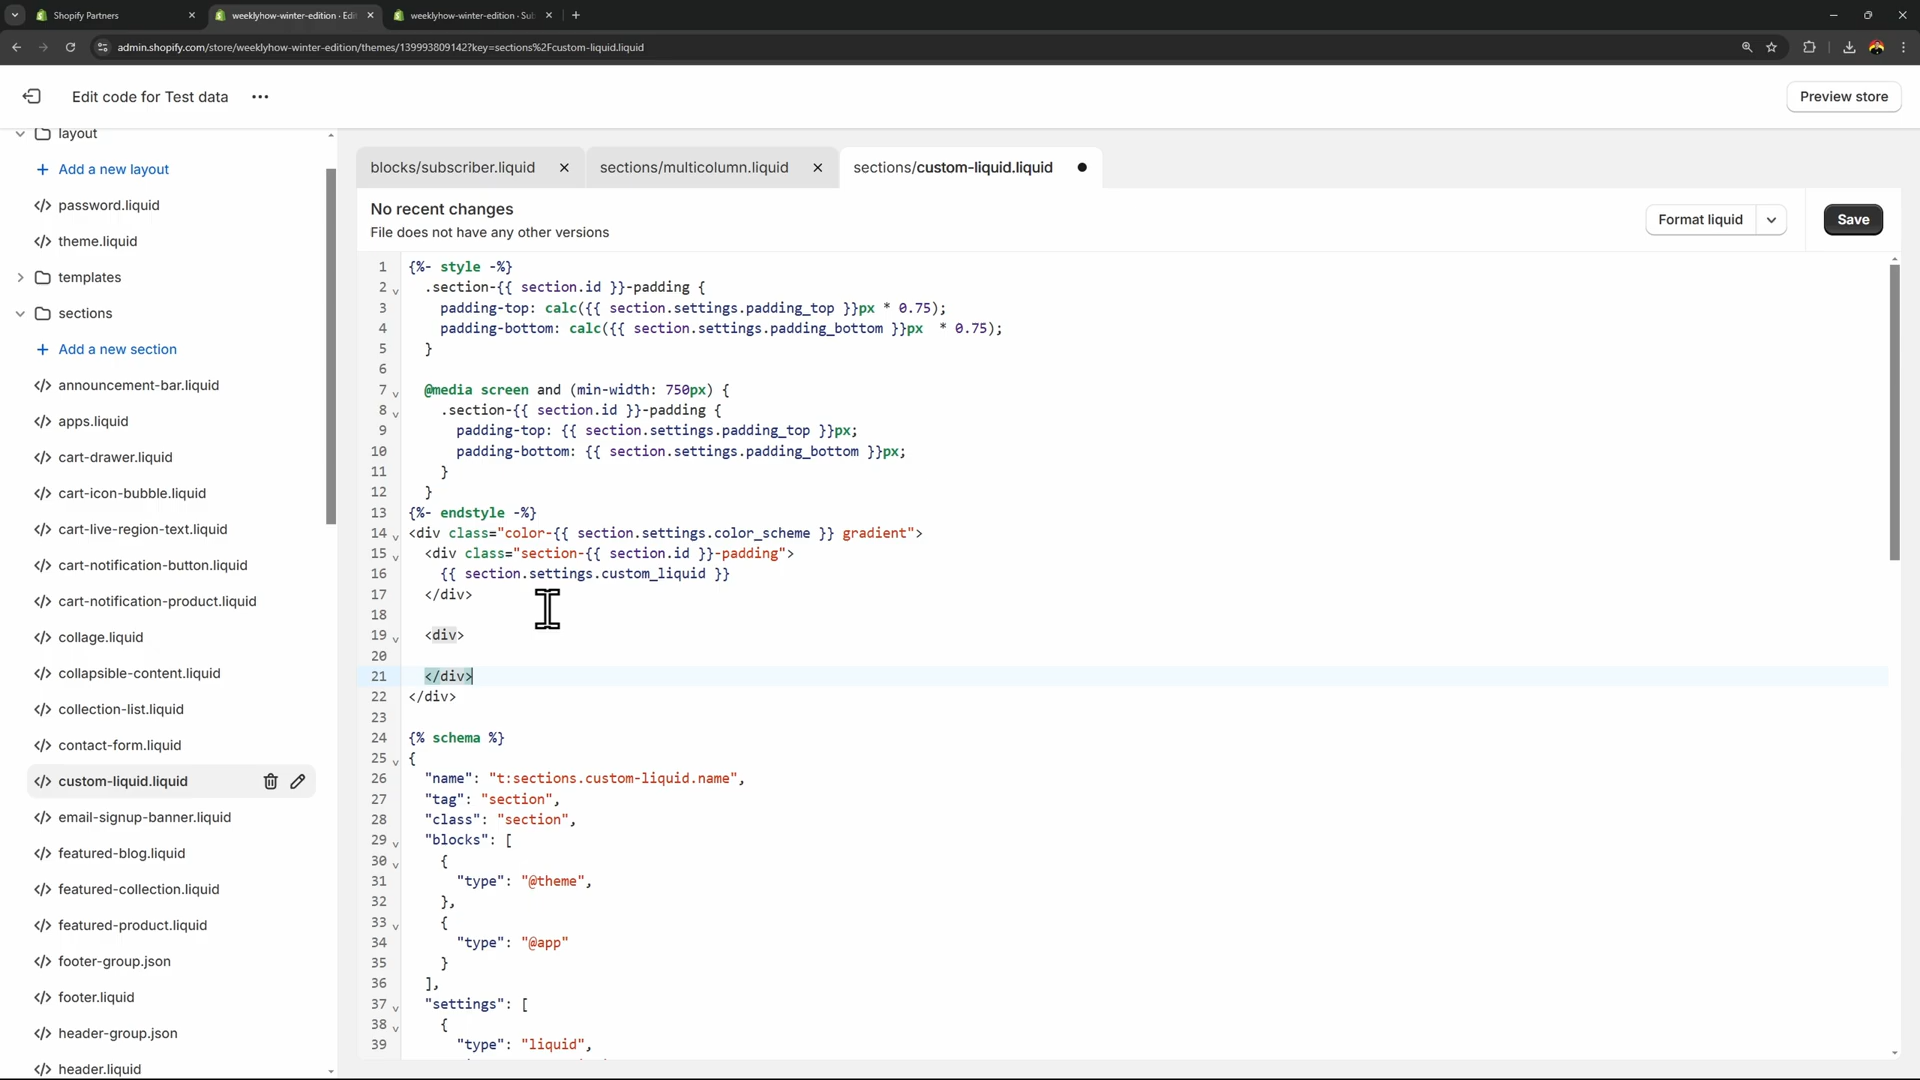 Shopify Partners
weeklyhow-winter-edition · Edi
weeklyhow-winter-edition · Sub
admin.shopify.com/store/weeklyhow-winter-edition/themes/139993809142?key=sections%2Fcustom-liquid.liquid
Edit code for Test data
Preview store
layout
Add a new layout
password.liquid
theme.liquid
templates
sections
Add a new section
announcement-bar.liquid
apps.liquid
cart-drawer.liquid
cart-icon-bubble.liquid
cart-live-region-text.liquid
cart-notification-button.liquid
cart-notification-product.liquid
collage.liquid
collapsible-content.liquid
collection-list.liquid
contact-form.liquid
custom-liquid.liquid
email-signup-banner.liquid
featured-blog.liquid
featured-collection.liquid
featured-product.liquid
footer-group.json
footer.liquid
header-group.json
header.liquid
blocks/subscriber.liquid
sections/multicolumn.liquid
sections/custom-liquid.liquid
No recent changes
File does not have any other versions
Format liquid
Save
1 {%- style -%}
2 .section-{{ section.id }}-padding {
3 padding-top: calc({{ section.settings.padding_top }}px * 0.75);
4 padding-bottom: calc({{ section.settings.padding_bottom }}px  * 0.75);
5 }
6
7 @media screen and (min-width: 750px) {
8 .section-{{ section.id }}-padding {
9 padding-top: {{ section.settings.padding_top }}px;
10 padding-bottom: {{ section.settings.padding_bottom }}px;
11 }
12 }
13 {%- endstyle -%}
14 <div class="color-{{ section.settings.color_scheme }} gradient">
15 <div class="section-{{ section.id }}-padding">
16 {{ section.settings.custom_liquid }}
17 </div>
18
19 <div>
20
21 </div>
22 </div>
23
24 {% schema %}
25 {
26 "name": "t:sections.custom-liquid.name",
27 "tag": "section",
28 "class": "section",
29 "blocks": [
30 {
31 "type": "@theme",
32 },
33 {
34 "type": "@app"
35 }
36 ],
37 "settings": [
38 {
39 "type": "liquid",